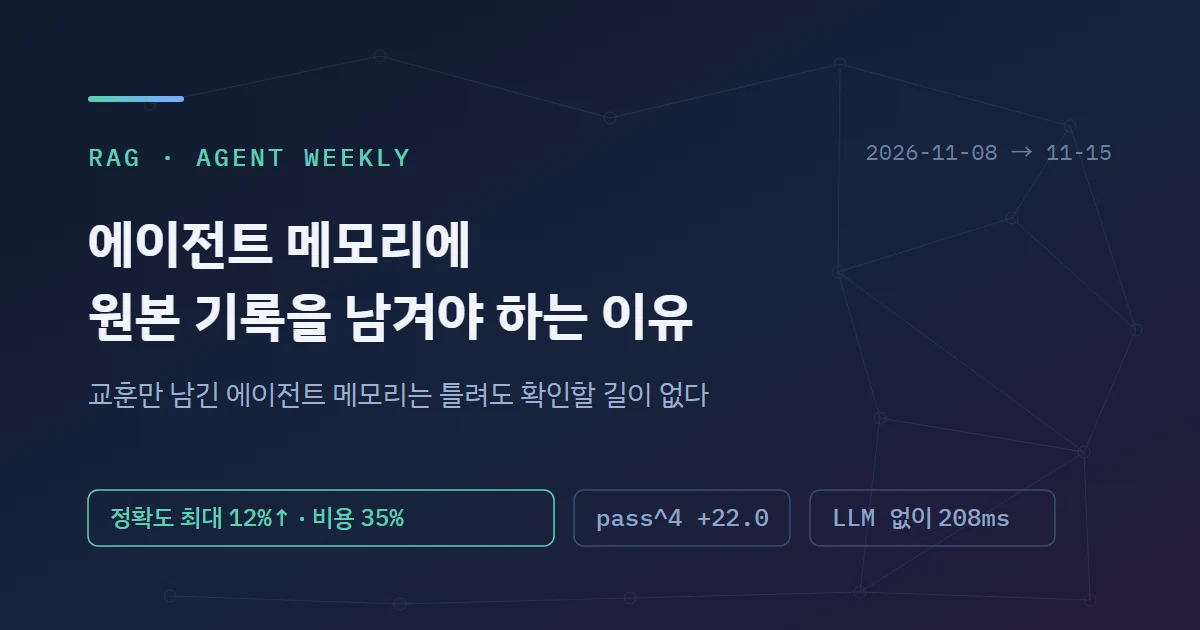 RAG · AGENT WEEKLY
2026-11-08 → 11-15
에이전트 메모리에
원본 기록을 남겨야 하는 이유
교훈만 남긴 에이전트 메모리는 틀려도 확인할 길이 없다
정확도 최대 12%↑ · 비용 35%
pass^4 +22.0
LLM 없이 208ms